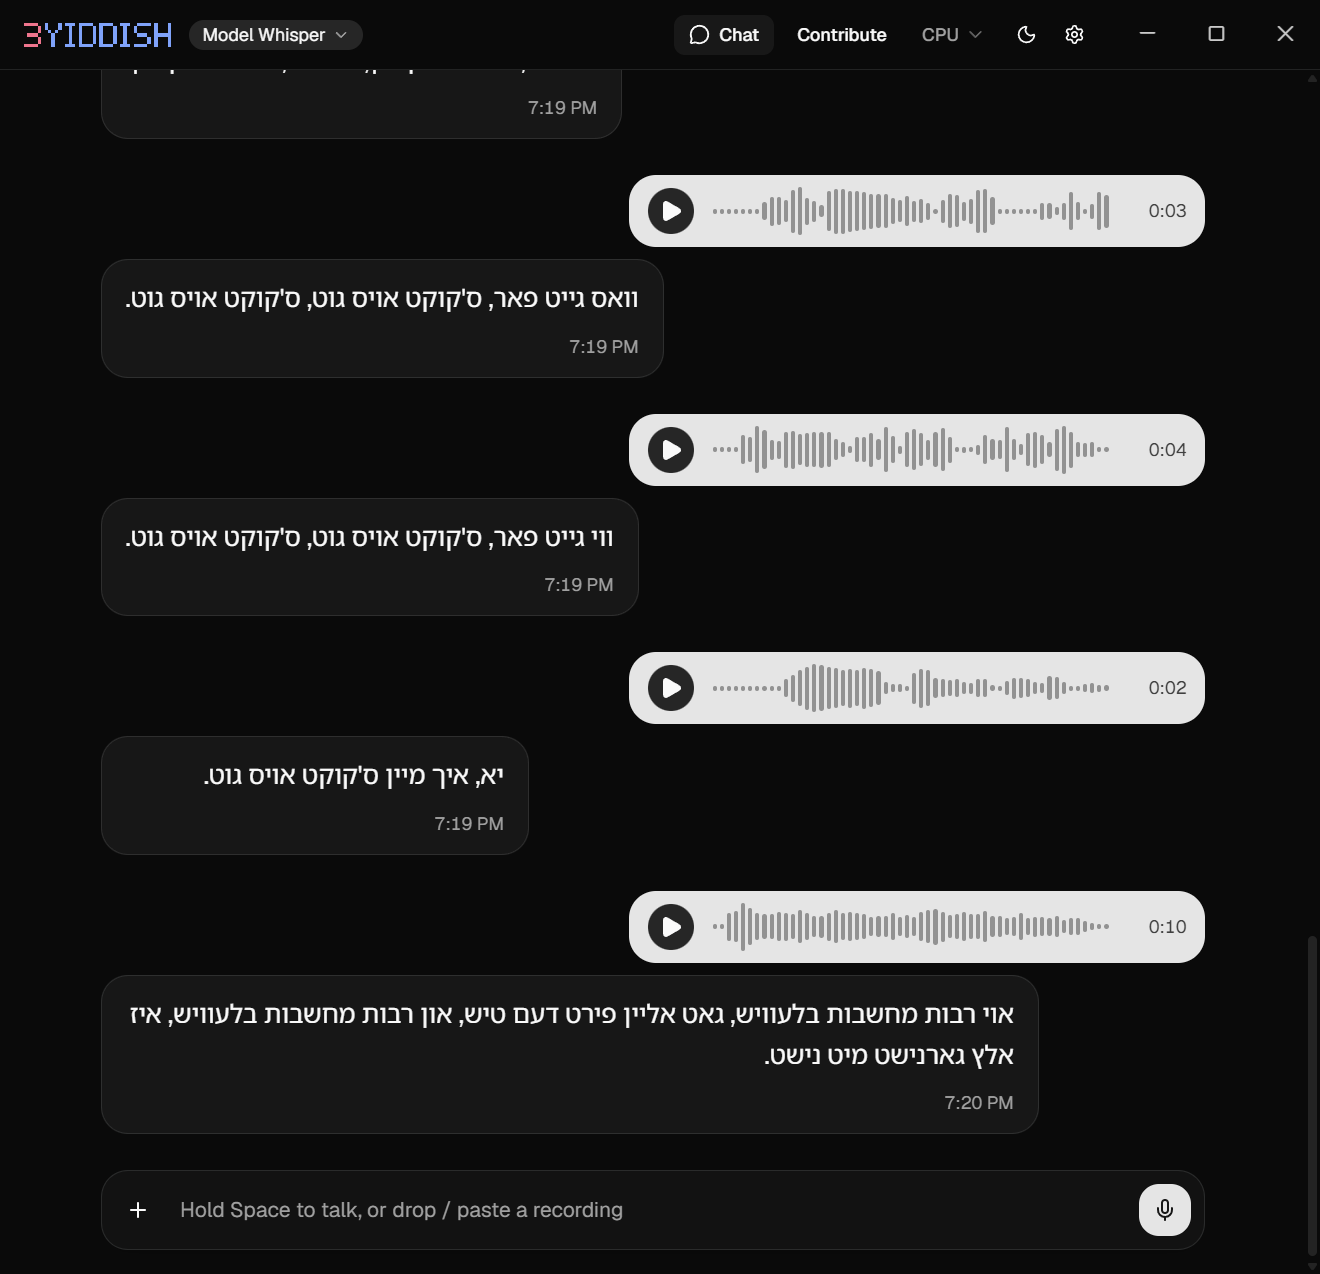 3YIDDISH
Model Whisper
Chat
Contribute
CPU
7:19 PM
0:03
וואס גייט פאר, ס'קוקט אויס גוט, ס'קוקט אויס גוט.
7:19 PM
0:04
ווי גייט פאר, ס'קוקט אויס גוט, ס'קוקט אויס גוט.
7:19 PM
0:02
יא, איך מיין ס'קוקט אויס גוט.
7:19 PM
0:10
אוי רבות מחשבות בלעוויש, גאט אליין פירט דעם טיש, און רבות מחשבות בלעוויש, איז
אלץ גארנישט מיט נישט.
7:20 PM
Hold Space to talk, or drop / paste a recording